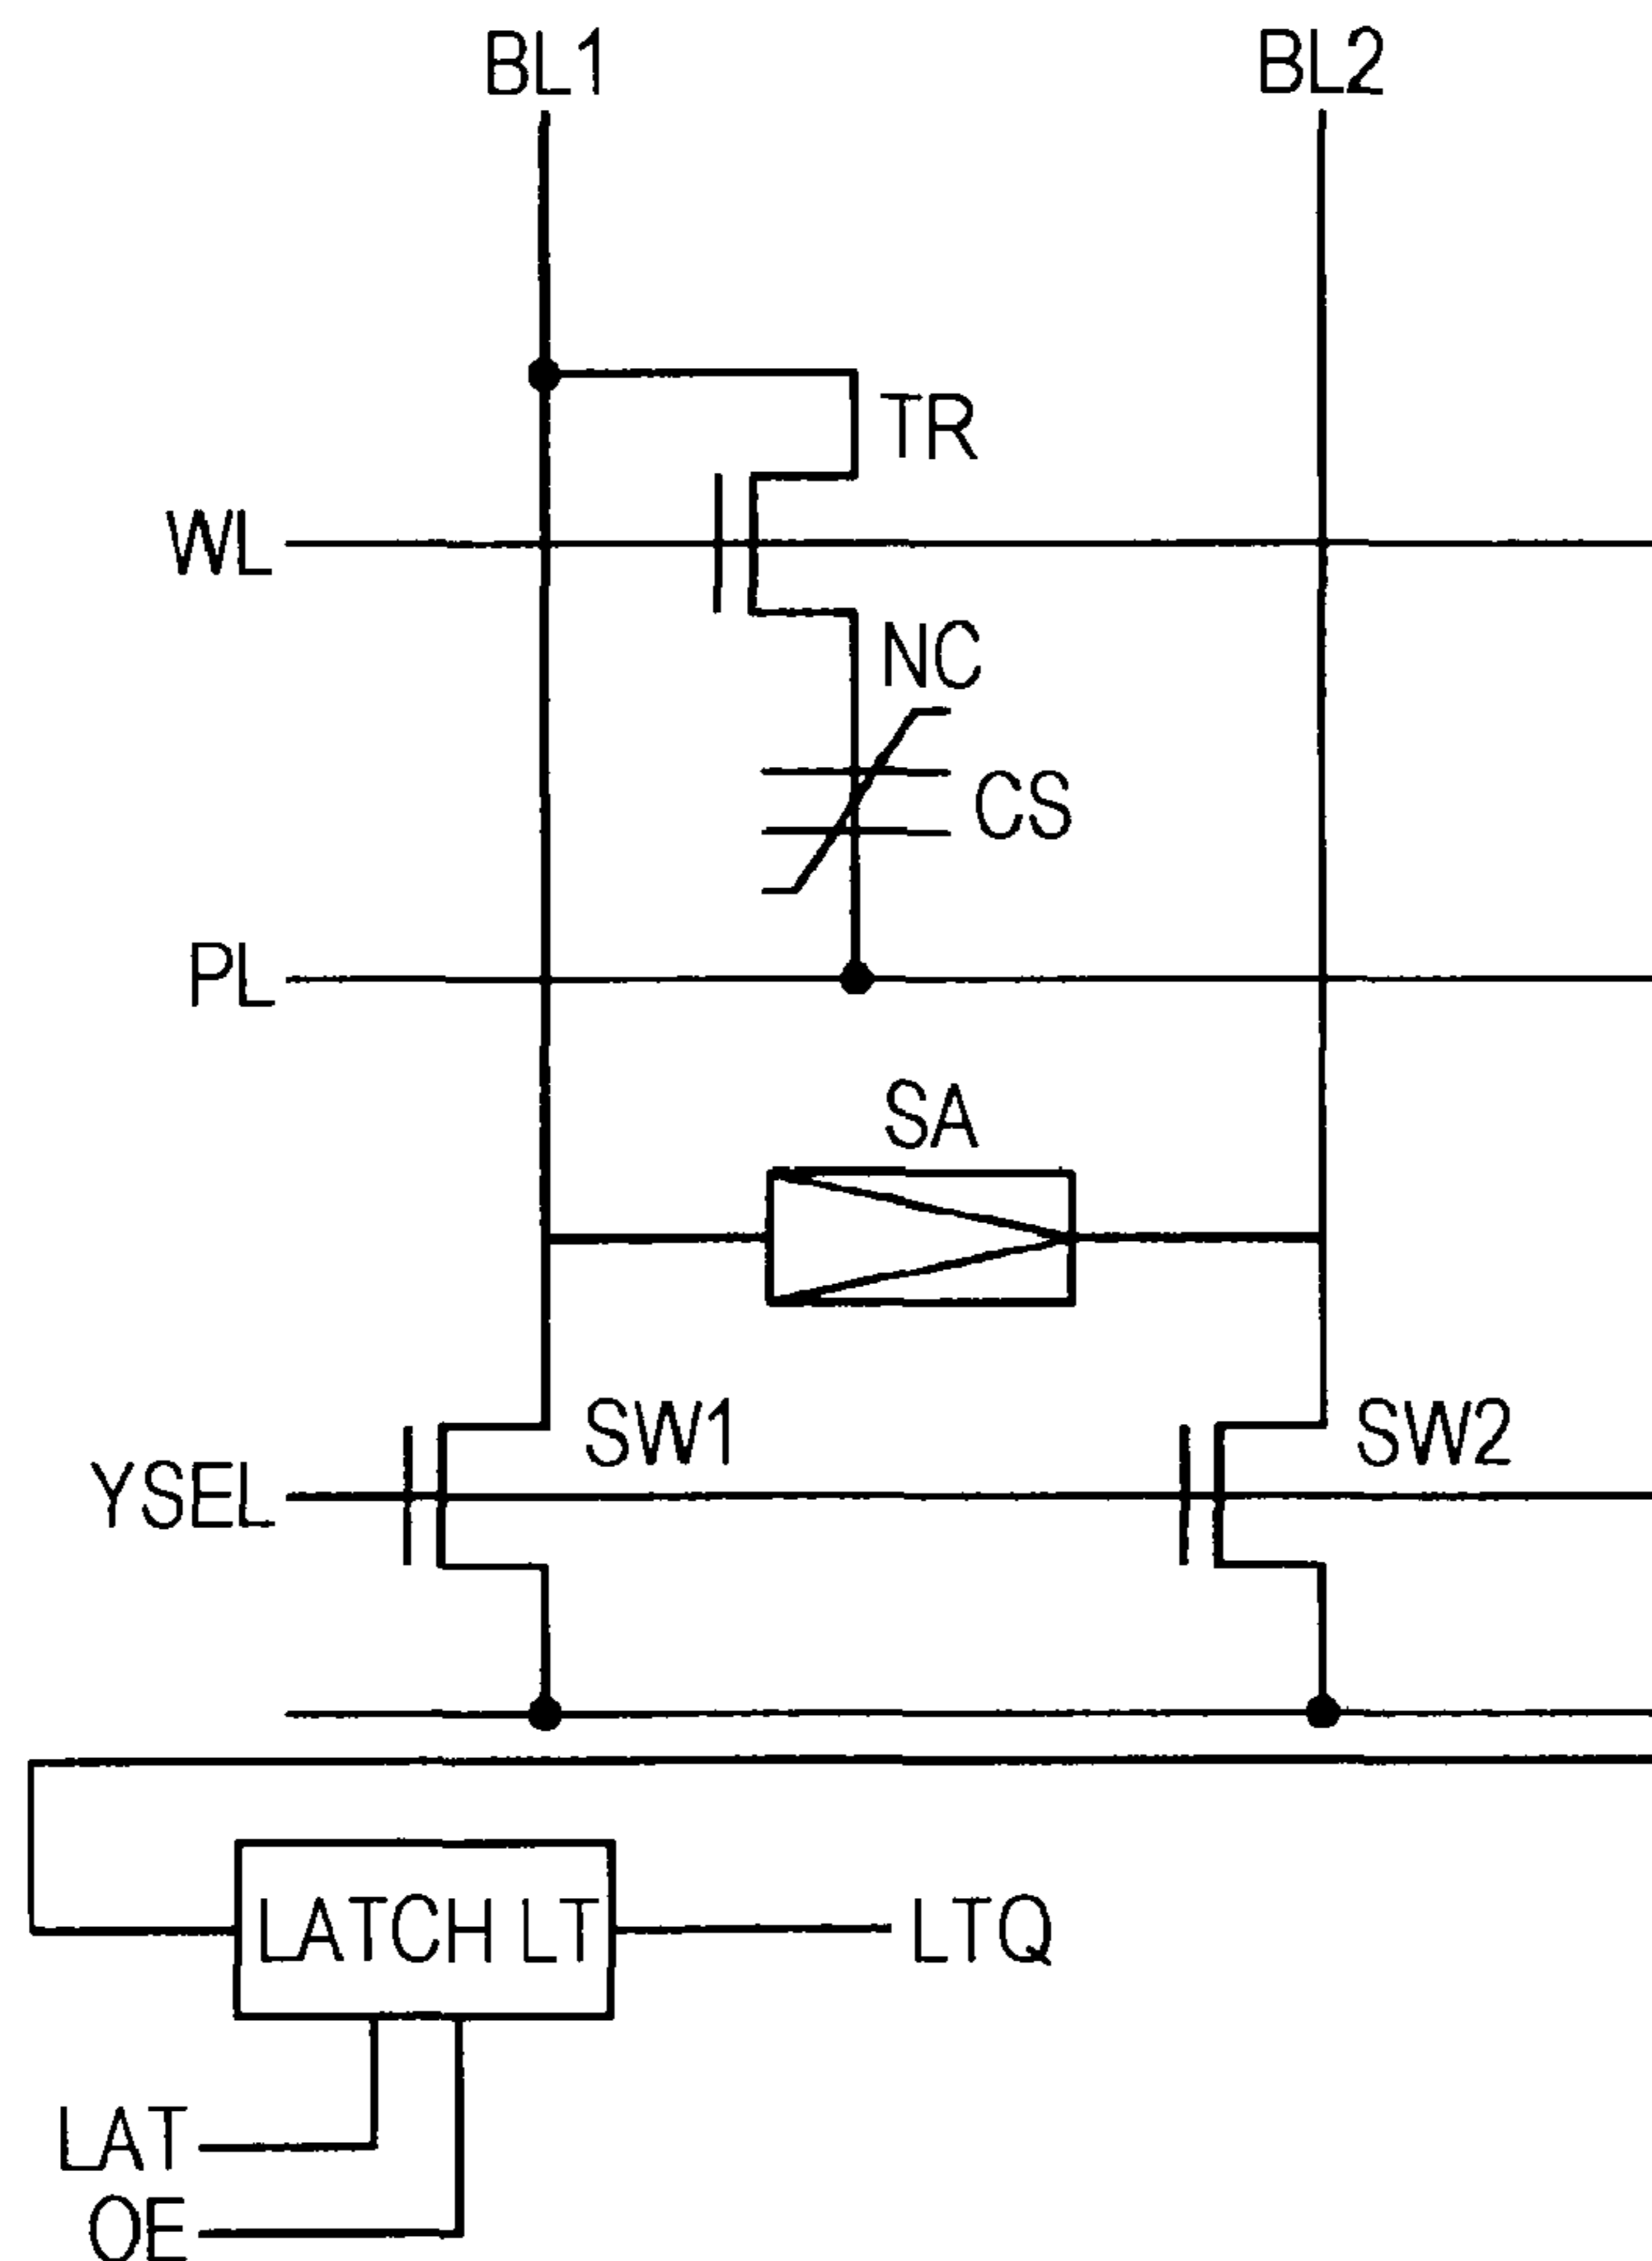 BL1 BL2
TR
WL
NC
CS
PL
SA
SW1 SW2
YSEL
LATCH LT LTQ
LAT
OE